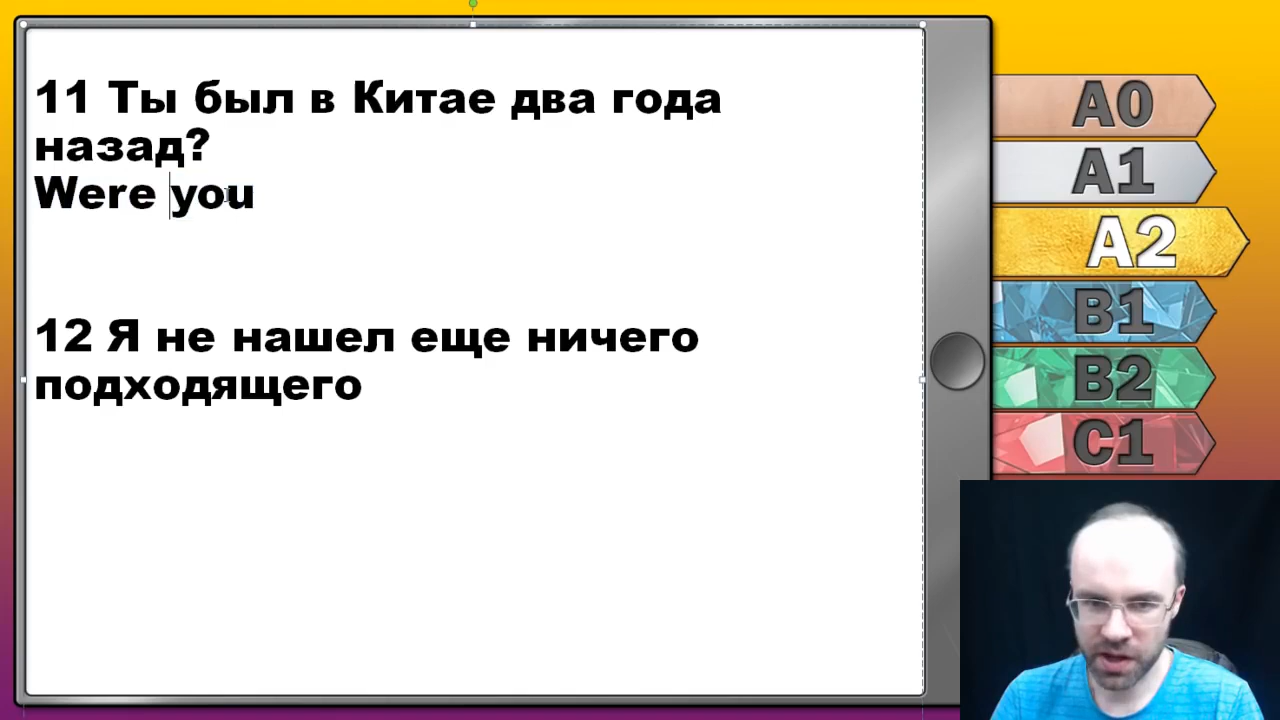 11 Ты был в Китае два года
назад?
Were you
12 Я не нашел еще ничего
подходящего
A0
A1
A2
B1
B2
C1